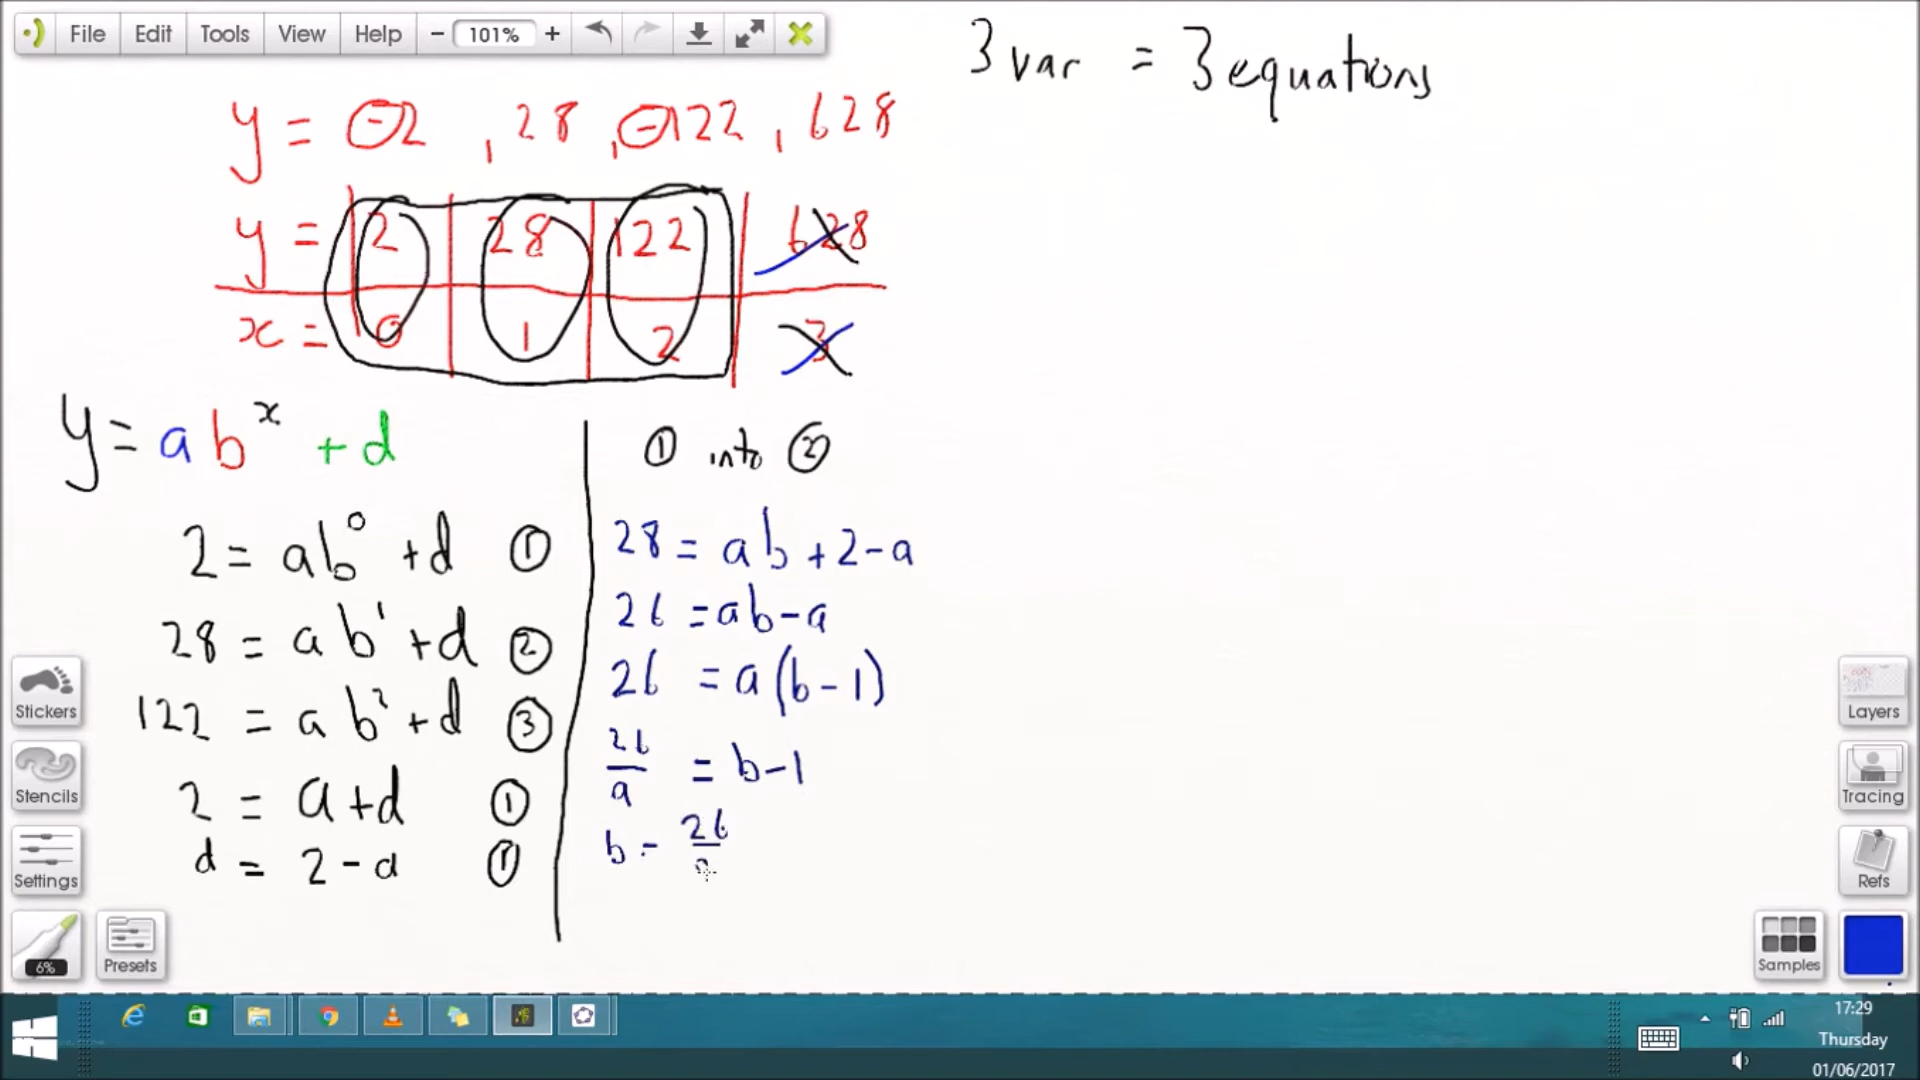 File Edit Tools View Help − 101% +
3 var = 3 equations
y = -2 , 28 , -122 , 628
y = 2 28 122 628
x = 0 1 2 3
y = ab^x + d
2 = ab^0 + d ①
28 = ab^1 + d ②
122 = ab^2 + d ③
2 = a + d ①
d = 2 - a ①
① into ②
28 = ab + 2 - a
26 = ab - a
26 = a(b - 1)
26/a = b - 1
b = 26/a
Stickers
Stencils
Settings
6% Presets
Layers
Tracing
Refs
Samples
17:29
Thursday
01/06/2017